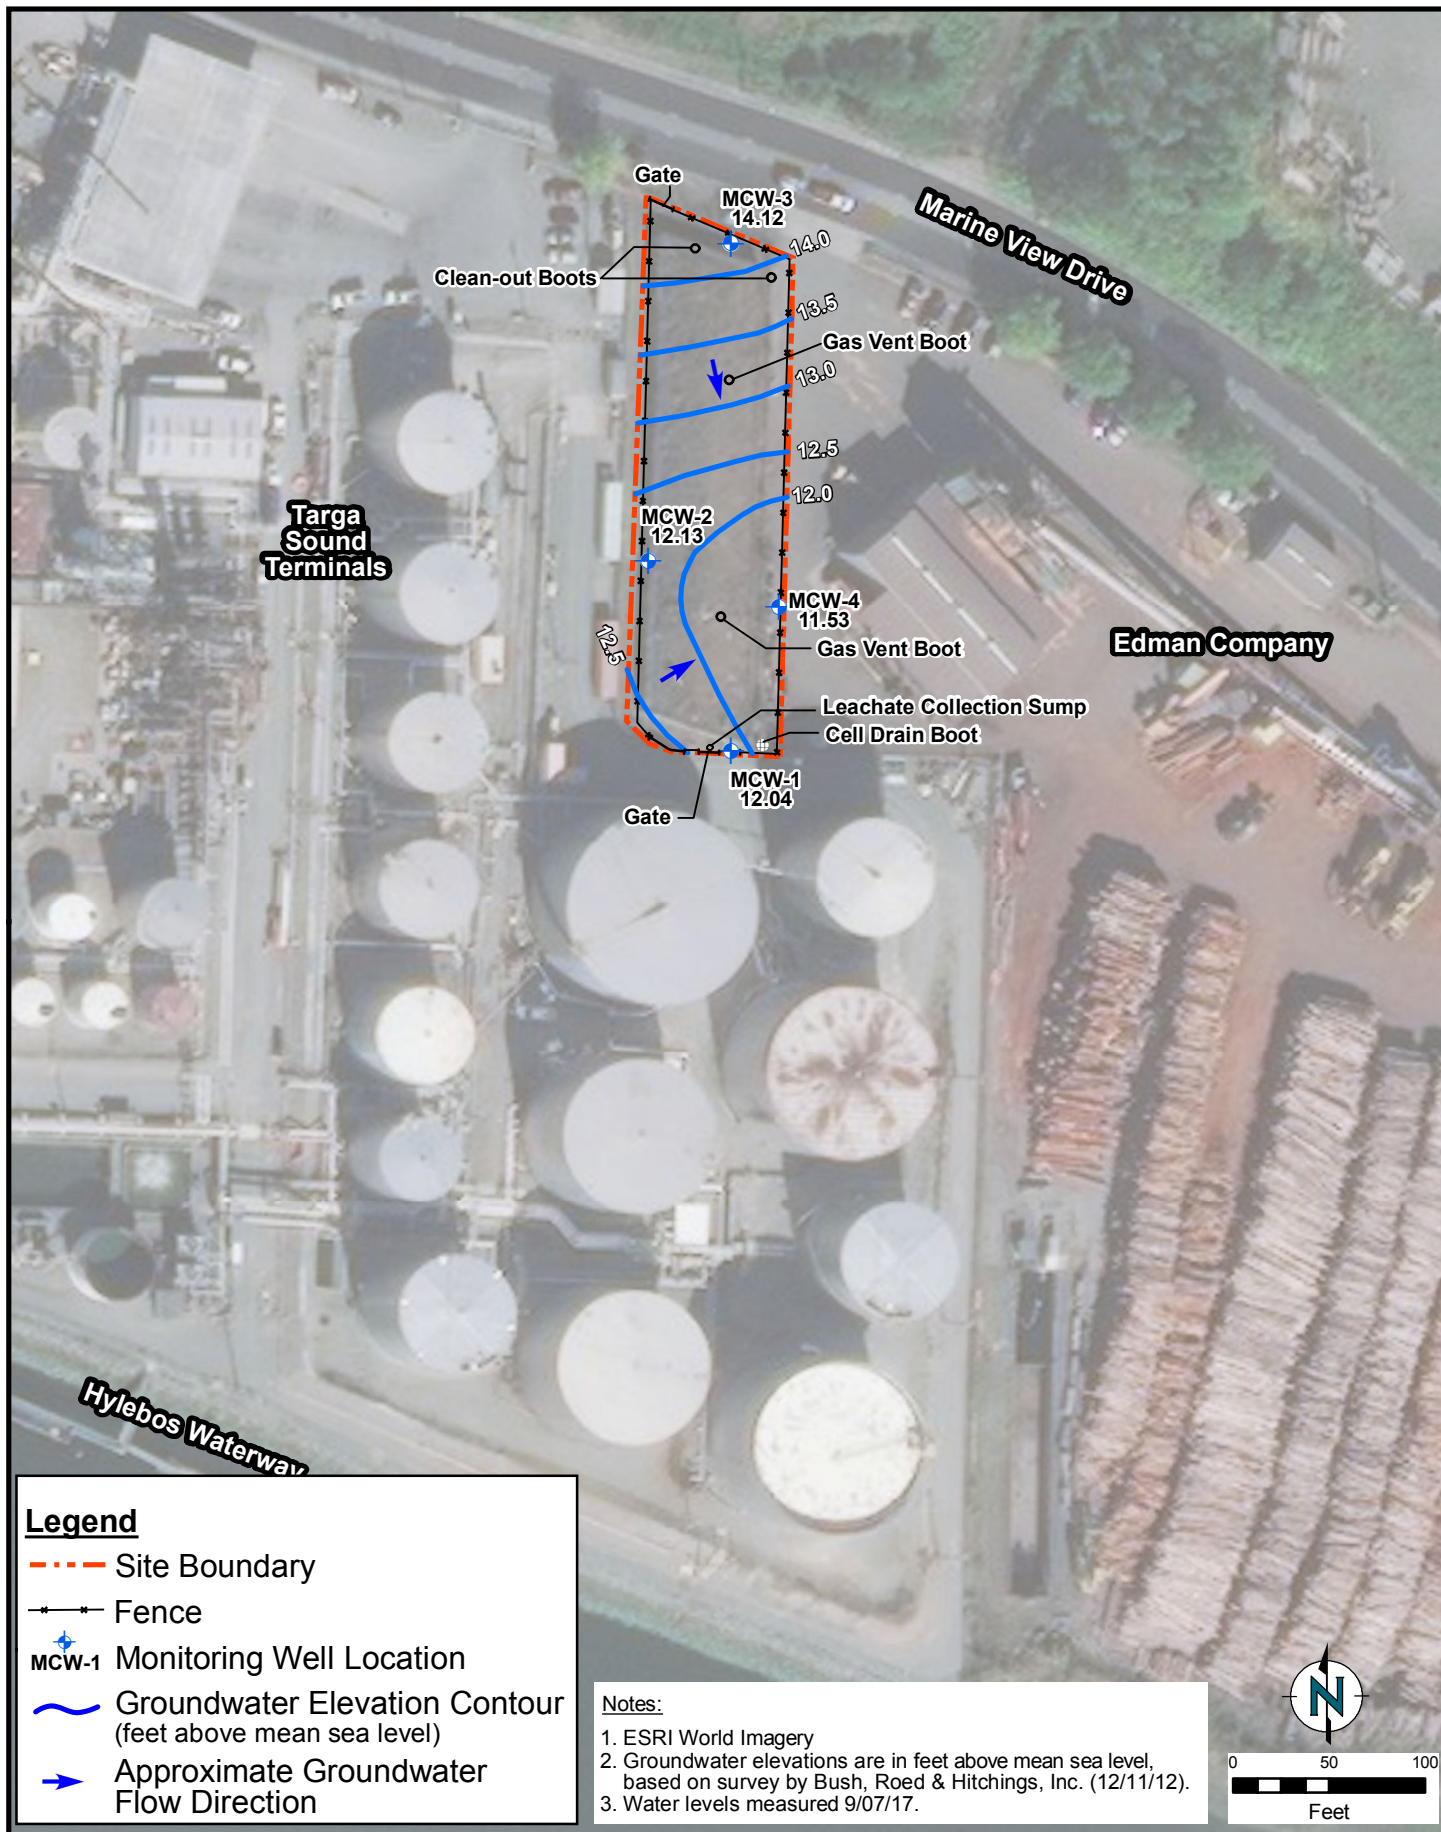 Gate
MCW-3
14.12
Marine View Drive
14.0
Clean-out Boots
13.5
Gas Vent Boot
13.0
12.5
12.0
Targa
Sound
Terminals
MCW-2
12.13
MCW-4
11.53
Edman Company
12.5
Gas Vent Boot
Leachate Collection Sump
Cell Drain Boot
MCW-1
12.04
Gate
Hylebos Waterway
Legend
Site Boundary
Fence
MCW-1 Monitoring Well Location
Groundwater Elevation Contour
(feet above mean sea level)
Approximate Groundwater
Flow Direction
Notes:
1. ESRI World Imagery
2. Groundwater elevations are in feet above mean sea level,
based on survey by Bush, Roed & Hitchings, Inc. (12/11/12).
3. Water levels measured 9/07/17.
N
0 50 100
Feet